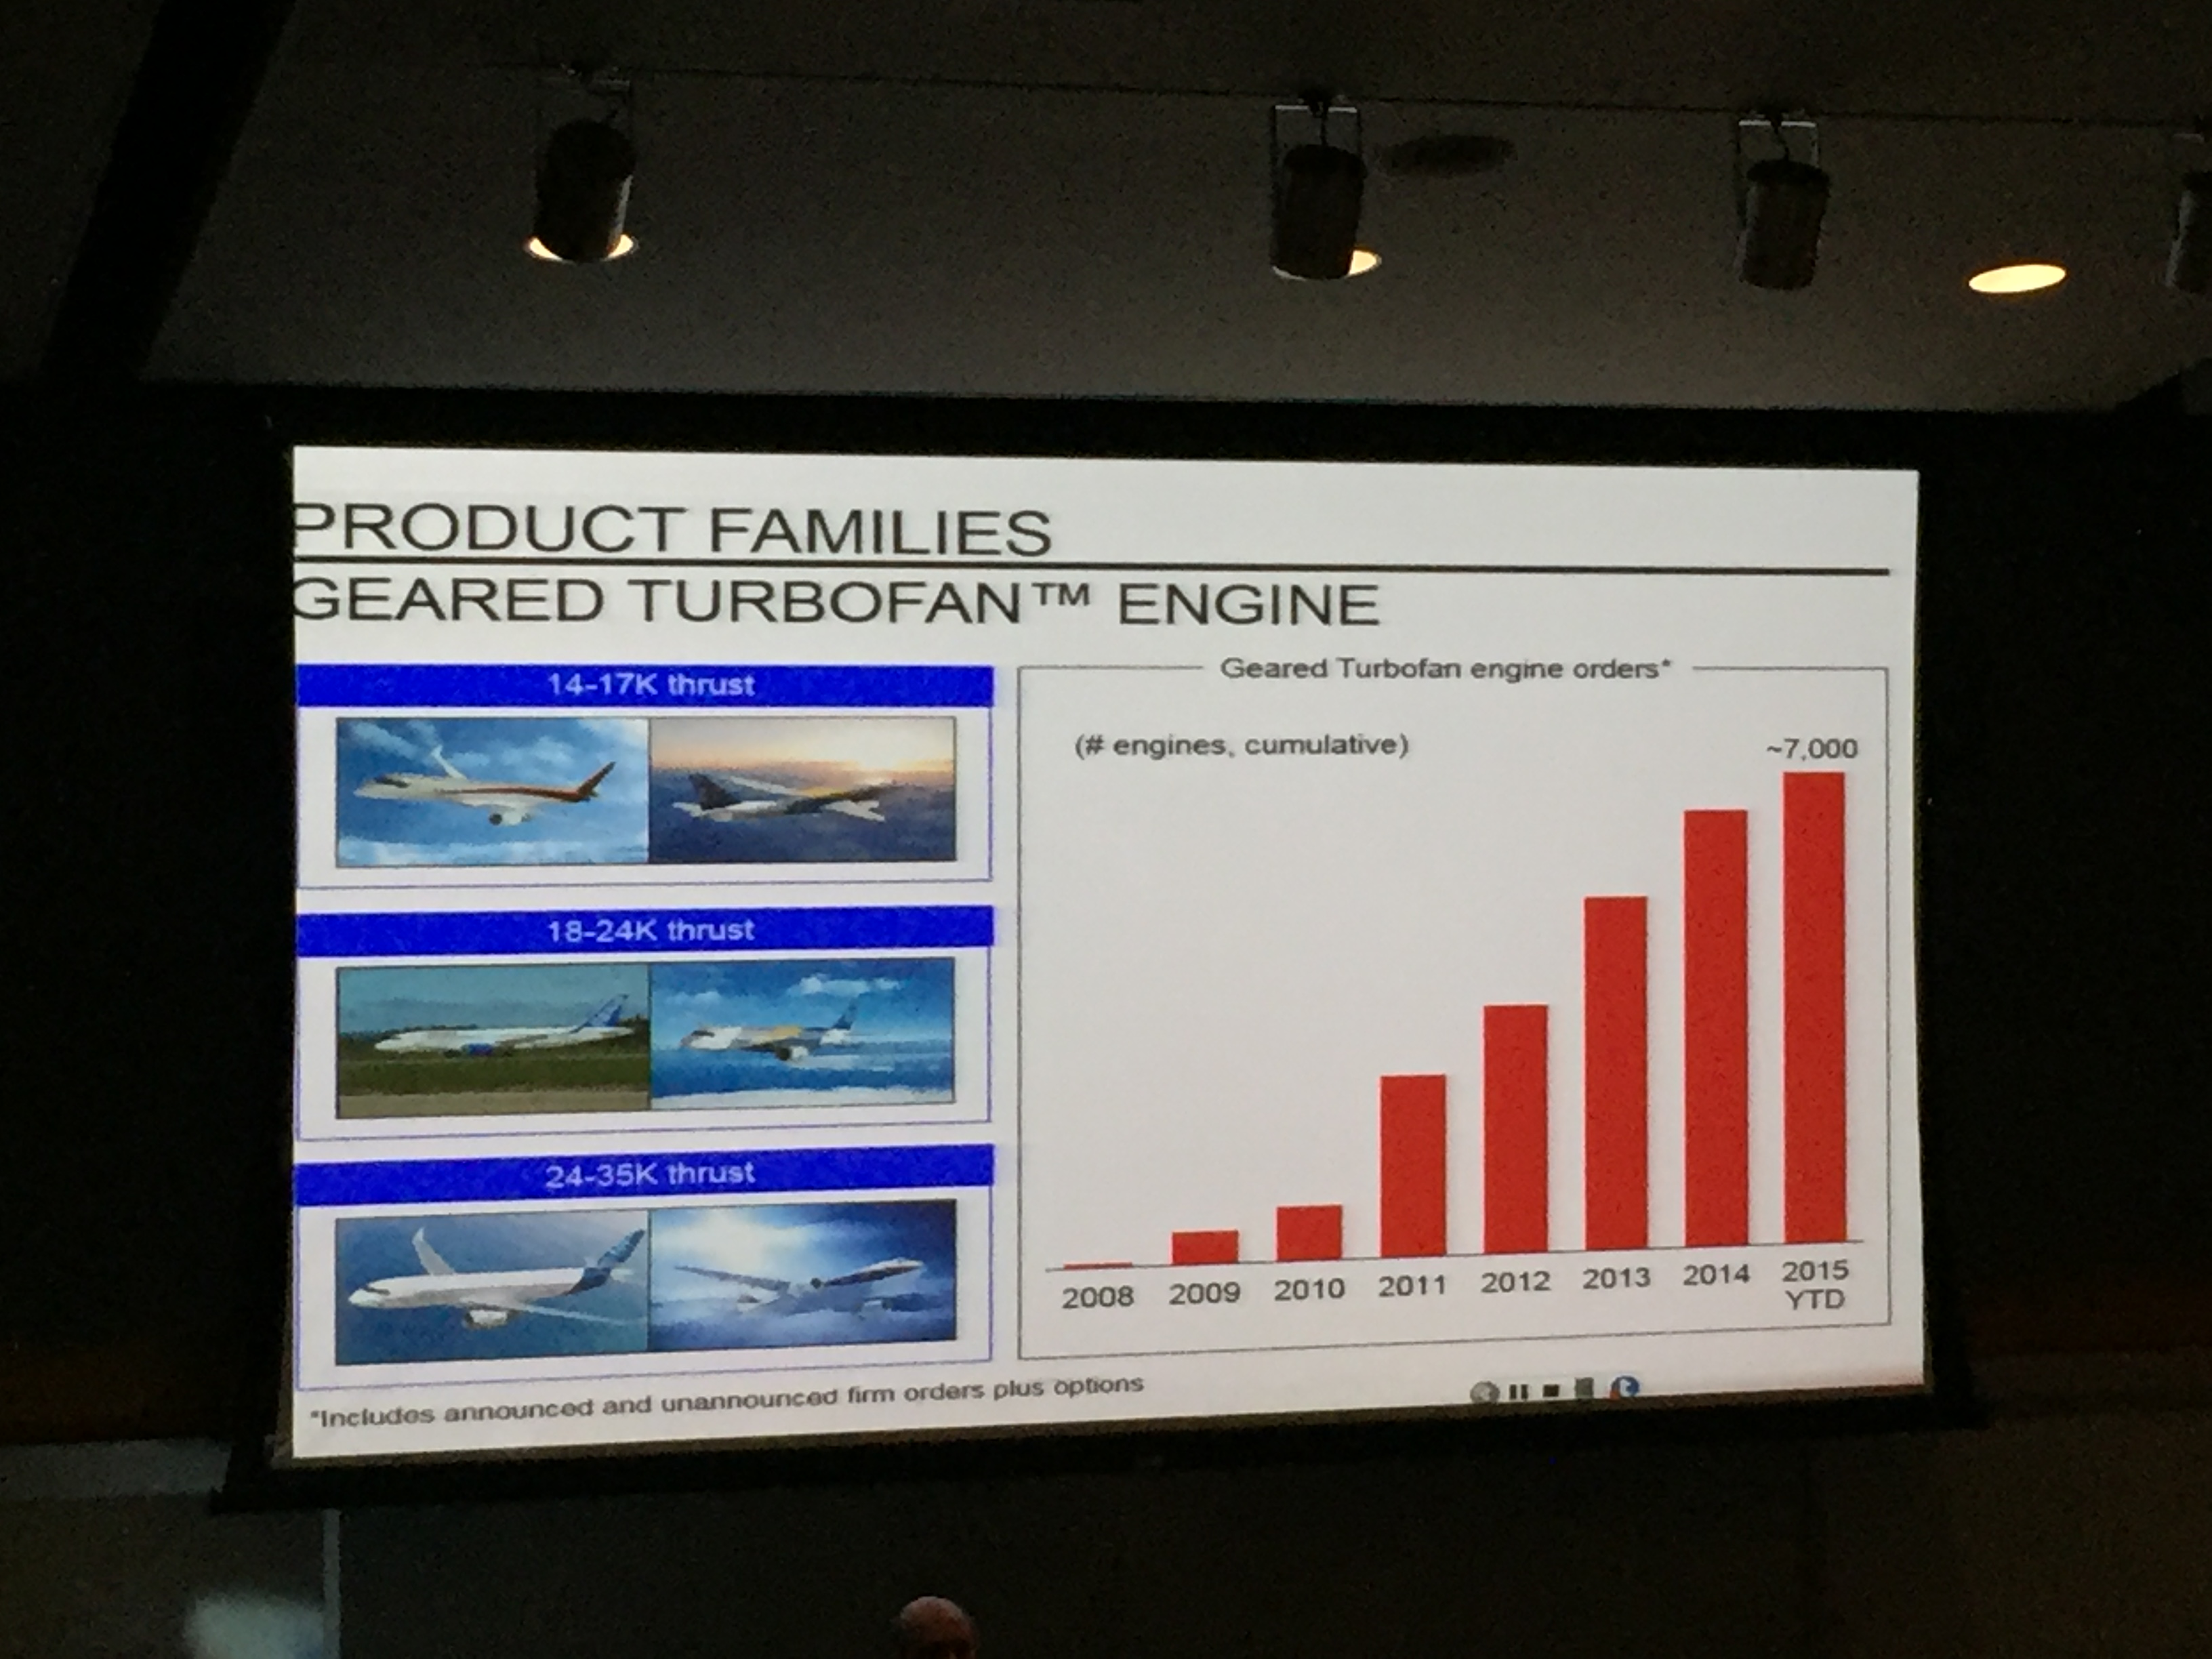 PRODUCT FAMILIES
GEARED TURBOFAN™ ENGINE
14-17K thrust
18-24K thrust
24-35K thrust
Geared Turbofan engine orders*
(# engines, cumulative)
~7,000
2008 2009 2010 2011 2012 2013 2014 2015
YTD
*Includes announced and unannounced firm orders plus options